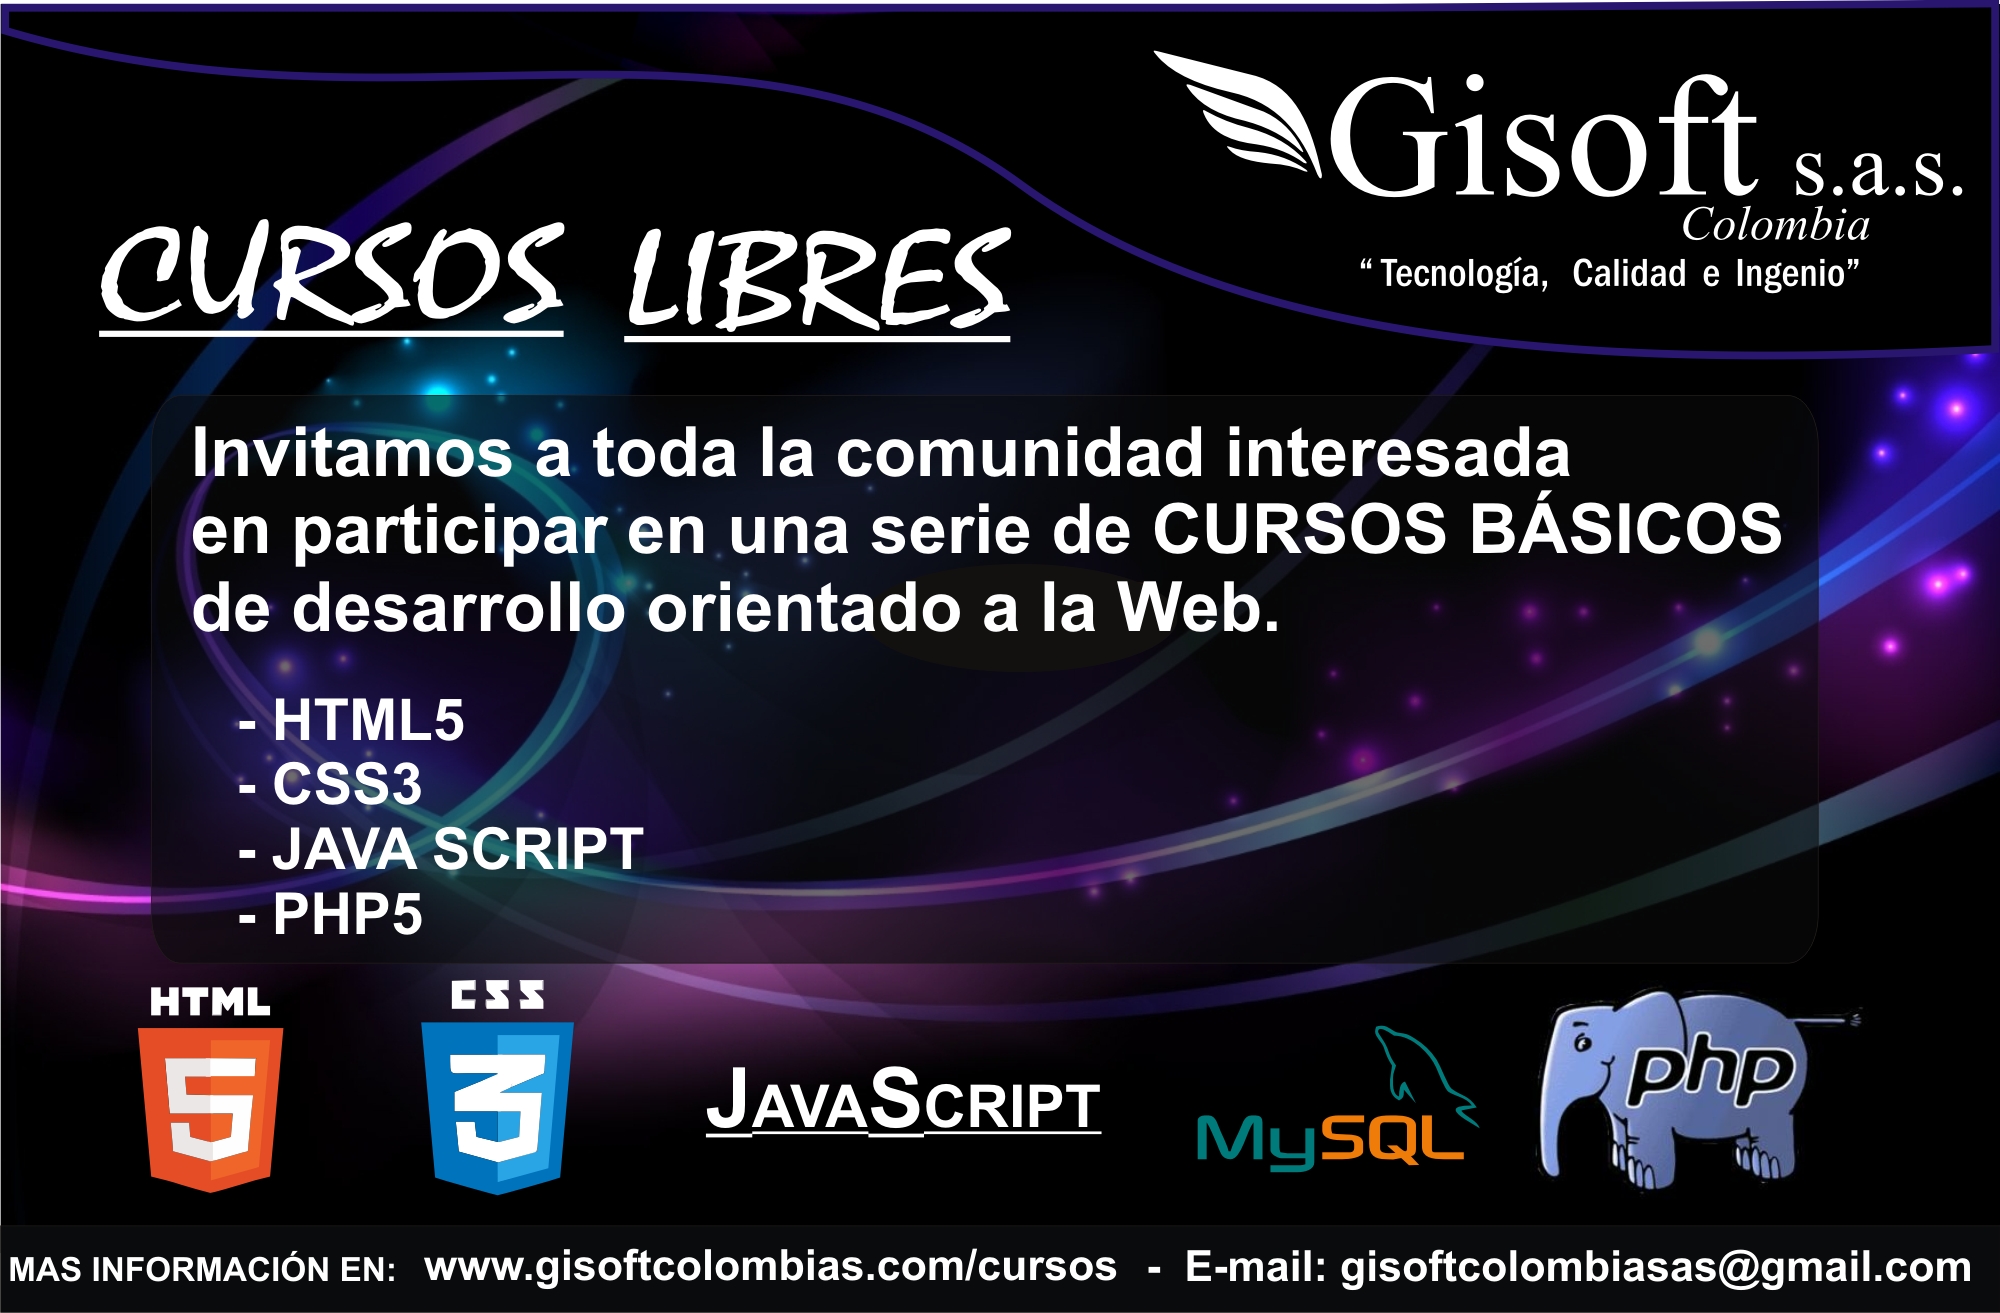 Gisoft s.a.s.
Colombia
“ Tecnología, Calidad e Ingenio”
CURSOS LIBRES
Invitamos a toda la comunidad interesada
en participar en una serie de CURSOS BÁSICOS
de desarrollo orientado a la Web.
- HTML5
- CSS3
- JAVA SCRIPT
- PHP5
HTML
5
CSS
3
JAVASCRIPT
MySQL
php
MAS INFORMACIÓN EN: www.gisoftcolombias.com/cursos - E-mail: gisoftcolombiasas@gmail.com